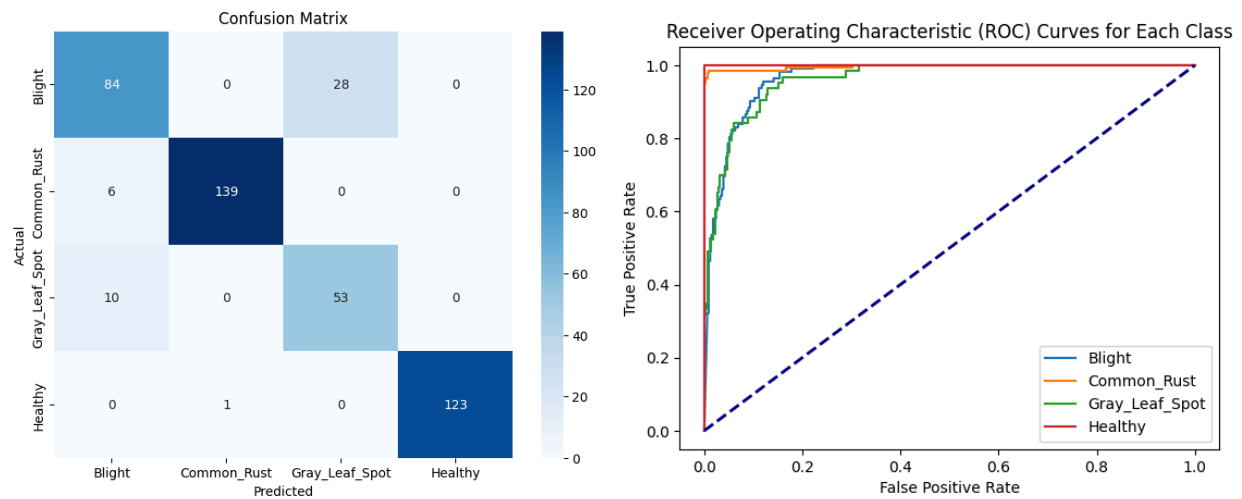 Confusion Matrix
Actual
Blight
Common_Rust
Gray_Leaf_Spot
Healthy
84 0 28 0
6 139 0 0
10 0 53 0
0 1 0 123
Blight Common_Rust Gray_Leaf_Spot Healthy
Predicted
120
100
80
60
40
20
0
Receiver Operating Characteristic (ROC) Curves for Each Class
True Positive Rate
1.0
0.8
0.6
0.4
0.2
0.0
0.0 0.2 0.4 0.6 0.8 1.0
False Positive Rate
Blight
Common_Rust
Gray_Leaf_Spot
Healthy